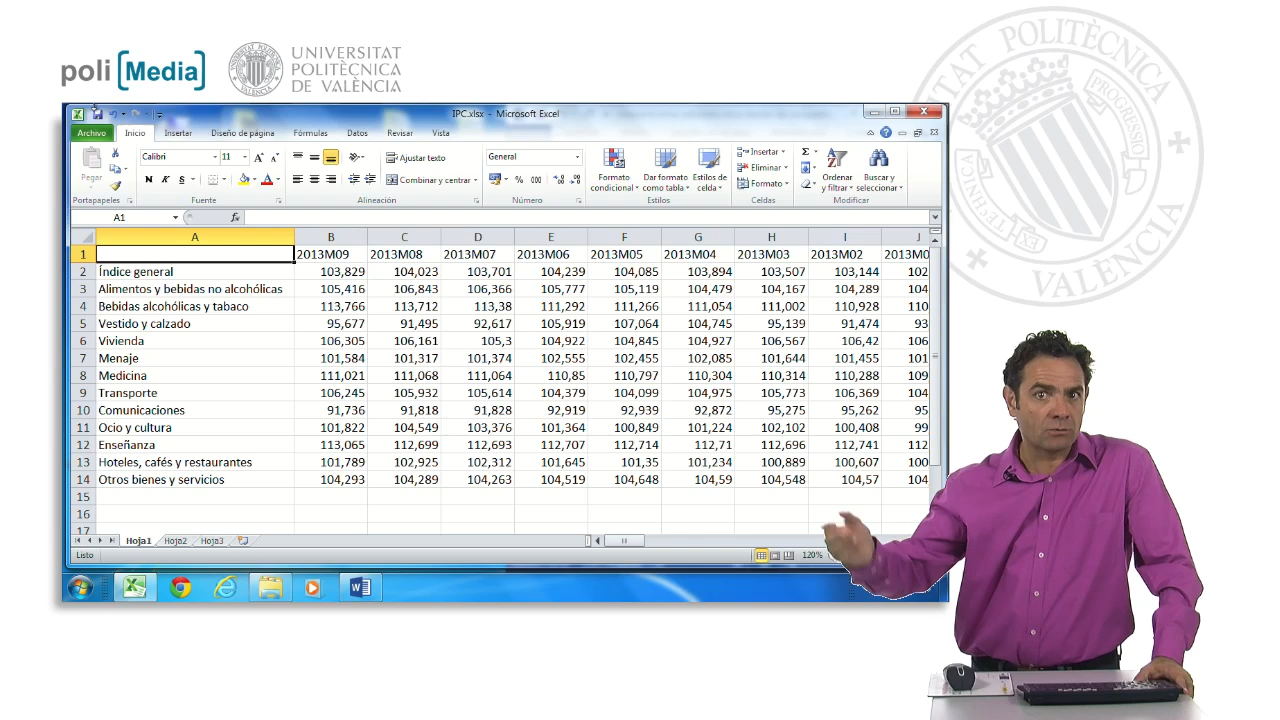 poli [Media]
UNIVERSITAT
POLITÈCNICA
DE VALÈNCIA
IPC.xlsx - Microsoft Excel
Archivo Inicio Insertar Diseño de página Fórmulas Datos Revisar Vista
Pegar
Calibri 11
N K S
Ajustar texto
Combinar y centrar
General
% 000
Formato condicional
Dar formato como tabla
Estilos de celda
Insertar
Eliminar
Formato
Σ
Ordenar y filtrar
Buscar y seleccionar
Portapapeles Fuente Alineación Número Estilos Celdas Modificar
A1 fx
A B C D E F G H I J
1 2013M09 2013M08 2013M07 2013M06 2013M05 2013M04 2013M03 2013M02 2013M0
2 Índice general 103,829 104,023 103,701 104,239 104,085 103,894 103,507 103,144 102
3 Alimentos y bebidas no alcohólicas 105,416 106,843 106,366 105,777 105,119 104,479 104,167 104,289 104
4 Bebidas alcohólicas y tabaco 113,766 113,712 113,38 111,292 111,266 111,054 111,002 110,928 110
5 Vestido y calzado 95,677 91,495 92,617 105,919 107,064 104,745 95,139 91,474 93
6 Vivienda 106,305 106,161 105,3 104,922 104,845 104,927 106,567 106,42 106
7 Menaje 101,584 101,317 101,374 102,555 102,455 102,085 101,644 101,455 101
8 Medicina 111,021 111,068 111,064 110,85 110,797 110,304 110,314 110,288 109
9 Transporte 106,245 105,932 105,614 104,379 104,099 104,975 105,773 106,369 104
10 Comunicaciones 91,736 91,818 91,828 92,919 92,939 92,872 95,275 95,262 95
11 Ocio y cultura 101,822 104,549 103,376 101,364 100,849 101,224 102,102 100,408 99
12 Enseñanza 113,065 112,699 112,693 112,707 112,714 112,71 112,696 112,741 112
13 Hoteles, cafés y restaurantes 101,789 102,925 102,312 101,645 101,35 101,234 100,889 100,607 100
14 Otros bienes y servicios 104,293 104,289 104,263 104,519 104,648 104,59 104,548 104,57 104
15
16
17
Hoja1 Hoja2 Hoja3
Listo 120%